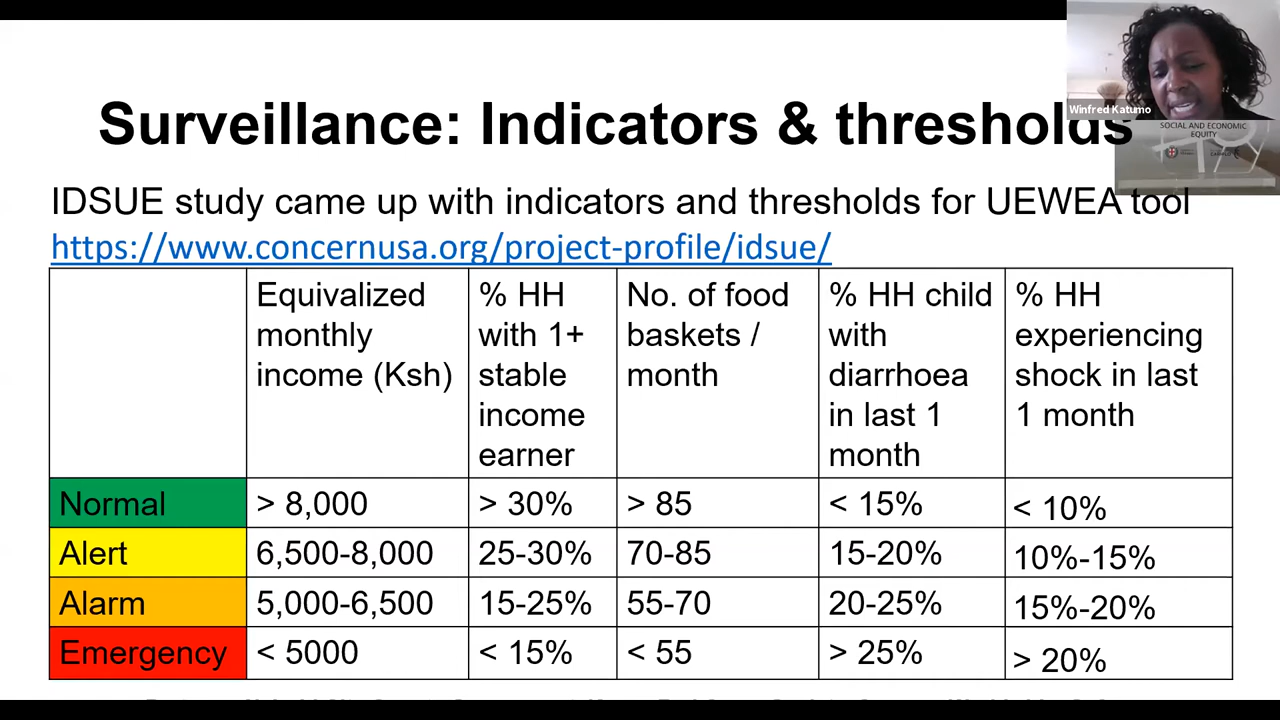 Winfred Katumo
SOCIAL AND ECONOMIC
EQUITY
Surveillance: Indicators & thresholds
IDSUE study came up with indicators and thresholds for UEWEA tool
https://www.concernusa.org/project-profile/idsue/
Equivalized
monthly
income (Ksh)
% HH
with 1+
stable
income
earner
No. of food
baskets /
month
% HH child
with
diarrhoea
in last 1
month
% HH
experiencing
shock in last
1 month
Normal
> 8,000
> 30%
> 85
< 15%
< 10%
Alert
6,500-8,000
25-30%
70-85
15-20%
10%-15%
Alarm
5,000-6,500
15-25%
55-70
20-25%
15%-20%
Emergency
< 5000
< 15%
< 55
> 25%
> 20%